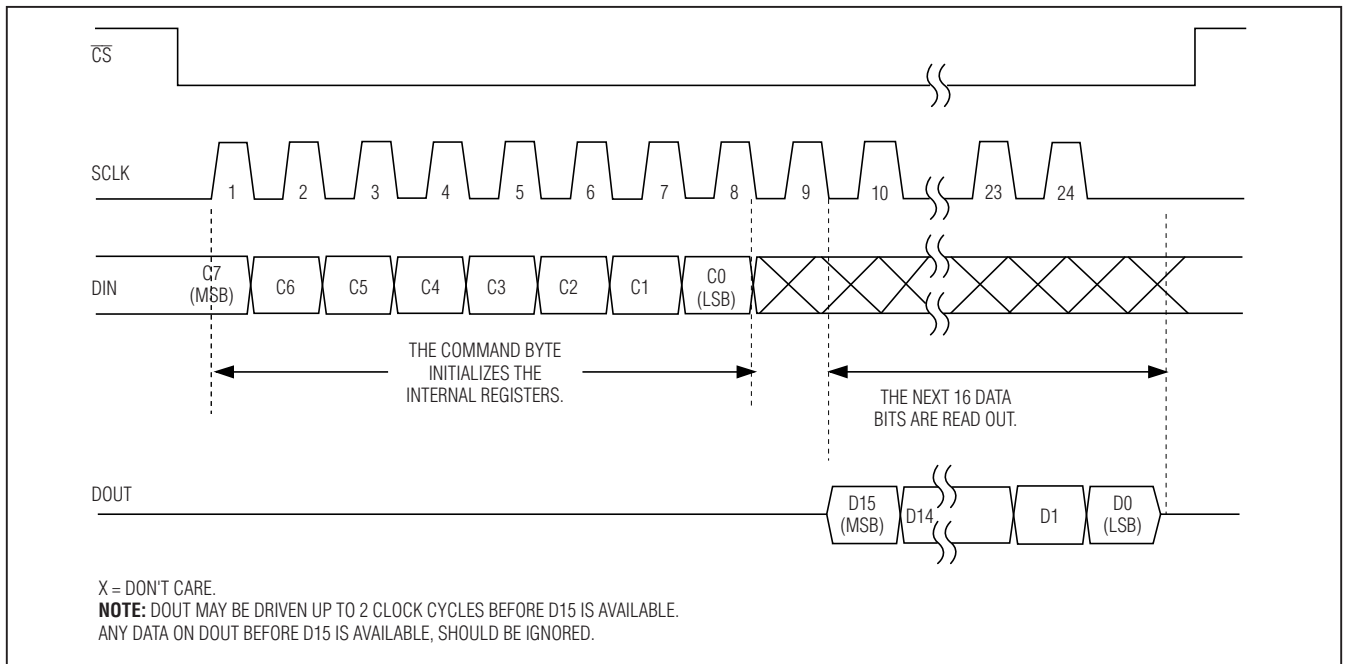 CS
SCLK
1 2 3 4 5 6 7 8 9 10 23 24
DIN
C7
(MSB)
C6 C5 C4 C3 C2 C1
C0
(LSB)
THE COMMAND BYTE
INITIALIZES THE
INTERNAL REGISTERS.
THE NEXT 16 DATA
BITS ARE READ OUT.
DOUT
D15
(MSB)
D14
D1
D0
(LSB)
X = DON'T CARE.
NOTE: DOUT MAY BE DRIVEN UP TO 2 CLOCK CYCLES BEFORE D15 IS AVAILABLE.
ANY DATA ON DOUT BEFORE D15 IS AVAILABLE, SHOULD BE IGNORED.